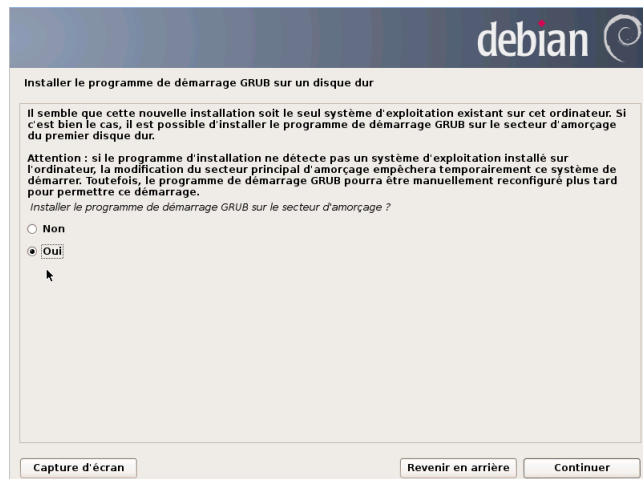 debian
Installer le programme de démarrage GRUB sur un disque dur
Il semble que cette nouvelle installation soit le seul système d'exploitation existant sur cet ordinateur. Si
c'est bien le cas, il est possible d'installer le programme de démarrage GRUB sur le secteur d'amorçage
du premier disque dur.
Attention : si le programme d'installation ne détecte pas un système d'exploitation installé sur
l'ordinateur, la modification du secteur principal d'amorçage empêchera temporairement ce système de
démarrer. Toutefois, le programme de démarrage GRUB pourra être manuellement reconfiguré plus tard
pour permettre ce démarrage.
Installer le programme de démarrage GRUB sur le secteur d'amorçage ?
Non
Oui
Capture d'écran
Revenir en arrière
Continuer